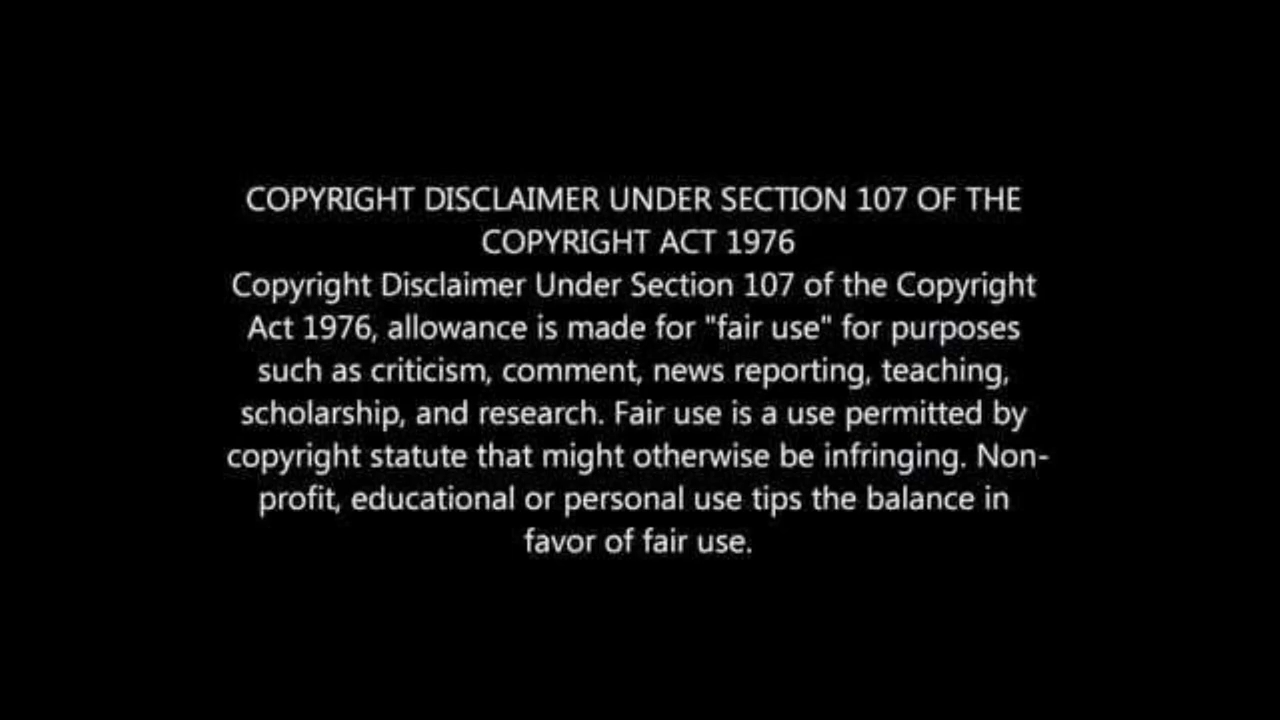 COPYRIGHT DISCLAIMER UNDER SECTION 107 OF THE
COPYRIGHT ACT 1976
Copyright Disclaimer Under Section 107 of the Copyright
Act 1976, allowance is made for "fair use" for purposes
such as criticism, comment, news reporting, teaching,
scholarship, and research. Fair use is a use permitted by
copyright statute that might otherwise be infringing. Non-
profit, educational or personal use tips the balance in
favor of fair use.